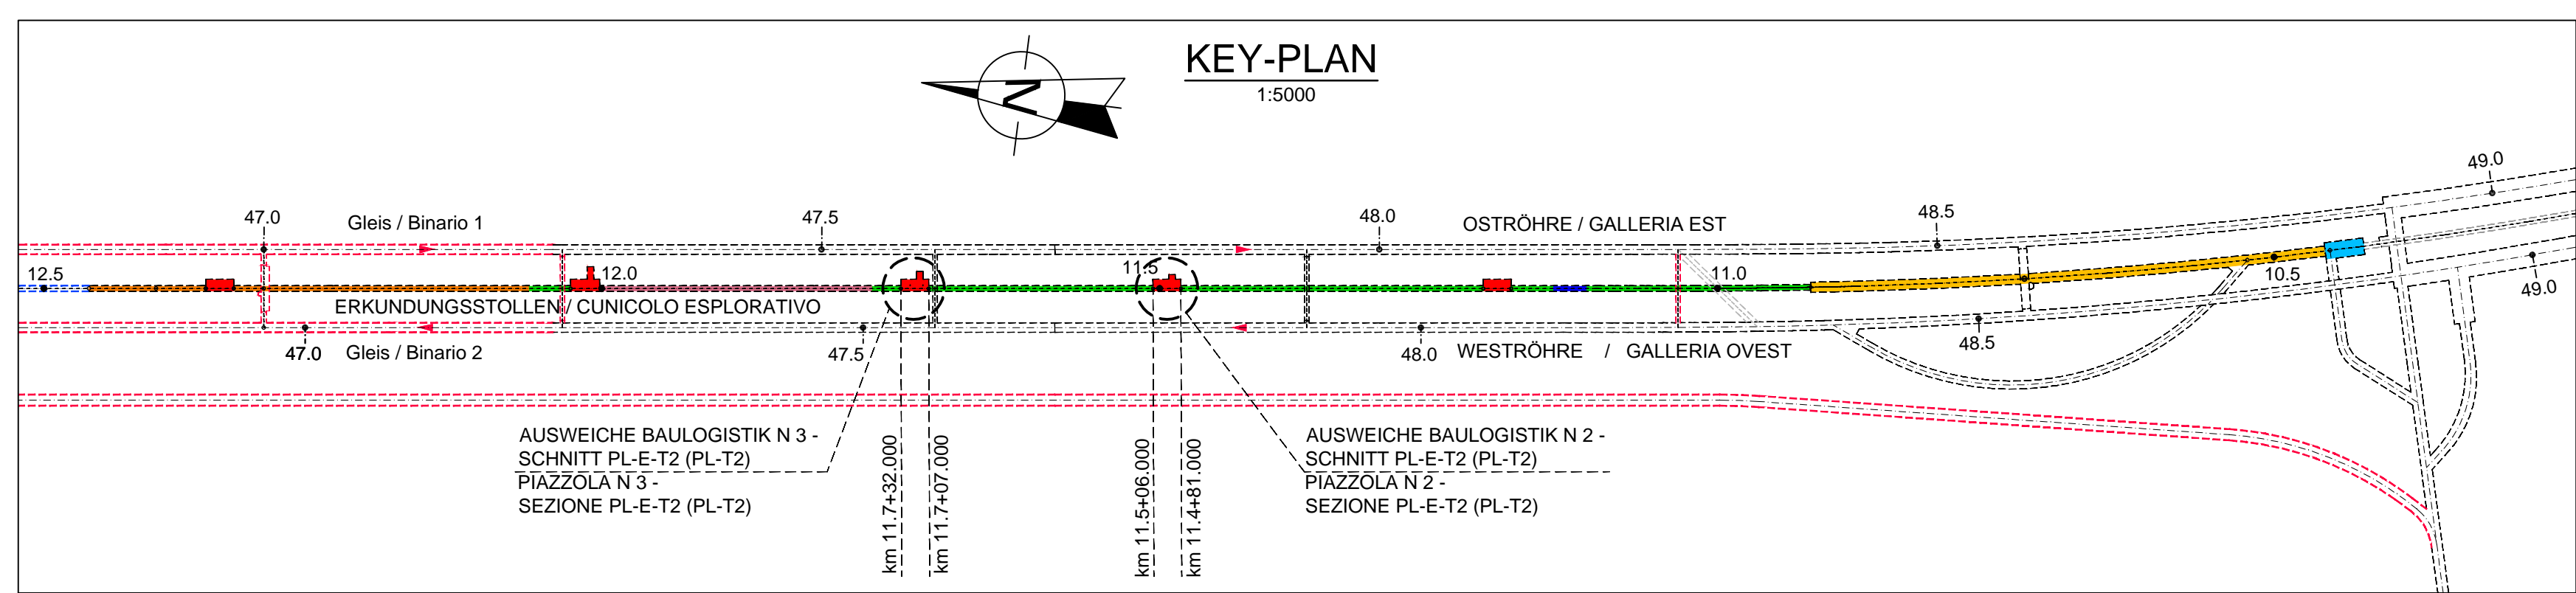 KEY-PLAN
1:5000
N
49.0
47.0
Gleis / Binario 1
47.5
48.0
OSTRÖHRE / GALLERIA EST
48.5
12.5
12.0
11.5
11.0
10.5
49.0
ERKUNDUNGSSTOLLEN / CUNICOLO ESPLORATIVO
47.0
Gleis / Binario 2
47.5
48.0
WESTRÖHRE / GALLERIA OVEST
48.5
AUSWEICHE BAULOGISTIK N 3 -
SCHNITT PL-E-T2 (PL-T2)
PIAZZOLA N 3 -
SEZIONE PL-E-T2 (PL-T2)
km 11.7+32.000
km 11.7+07.000
km 11.5+06.000
km 11.4+81.000
AUSWEICHE BAULOGISTIK N 2 -
SCHNITT PL-E-T2 (PL-T2)
PIAZZOLA N 2 -
SEZIONE PL-E-T2 (PL-T2)